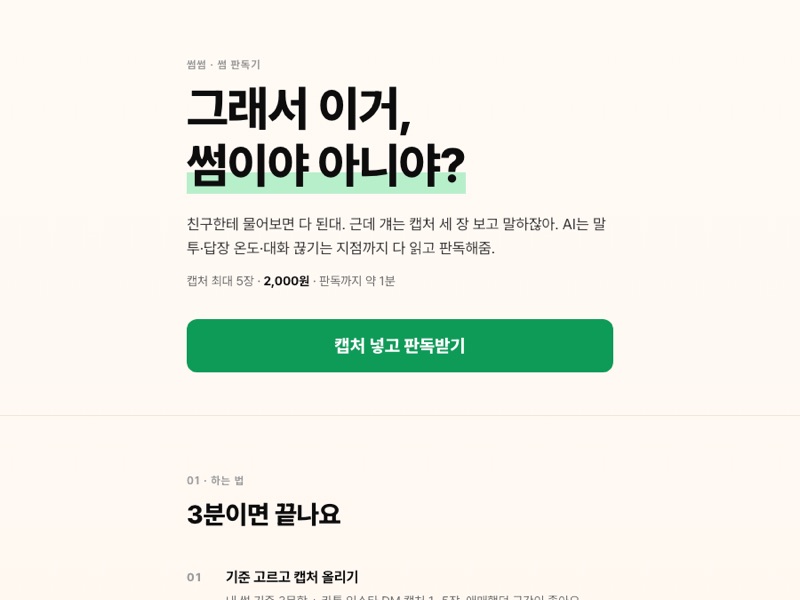 썸썸 · 썸 판독기
그래서 이거,
썸이야 아니야?
친구한테 물어보면 다 된대. 근데 걔는 캡처 세 장 보고 말하잖아. AI는 말
투·답장 온도·대화 끊기는 지점까지 다 읽고 판독해줌.
캡처 최대 5장 · 2,000원 · 판독까지 약 1분
캡처 넣고 판독받기
01 · 하는 법
3분이면 끝나요
01 기준 고르고 캡처 올리기